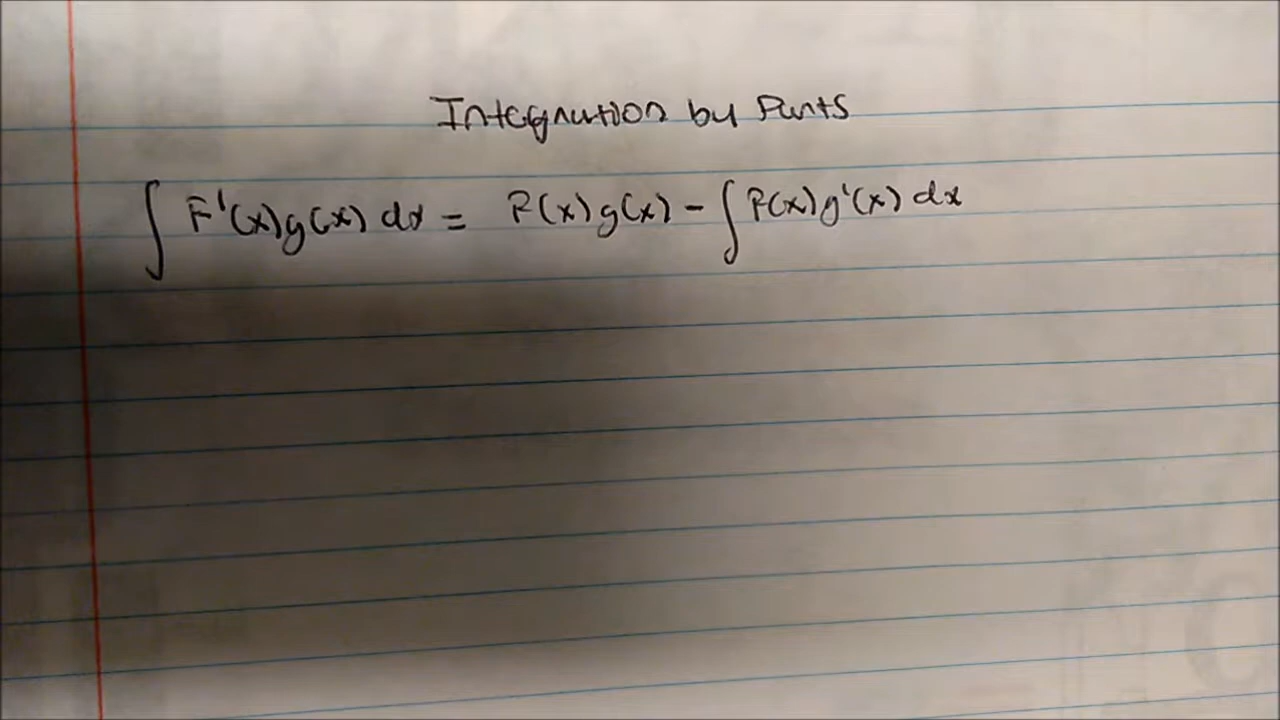 Integration by Parts
∫ F'(x)g(x) dx = F(x)g(x) - ∫ F(x)g'(x) dx